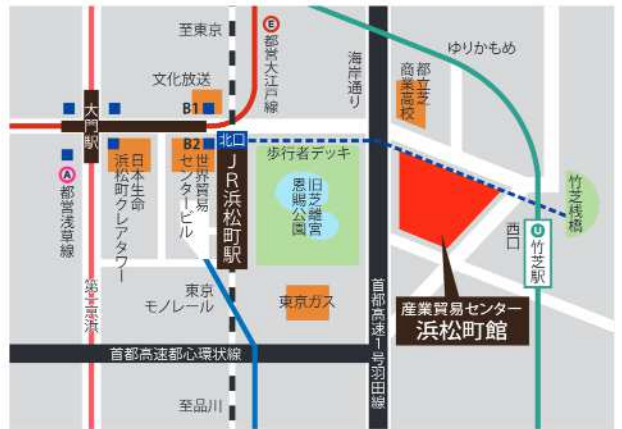 至東京
E
都営大江戸線
文化放送
海岸通り
ゆりかもめ
都立芝
商業高校
B1
大門駅
B2
北口
歩行者デッキ
A
都営浅草線
日本生命
浜松町クレアタワー
世界貿易
センタービル
JR浜松町駅
旧芝離宮
恩賜公園
竹芝桟橋
西口
U
竹芝駅
第一京浜
東京
モノレール
東京ガス
首都高速1号羽田線
産業貿易センター
浜松町館
首都高速都心環状線
至品川